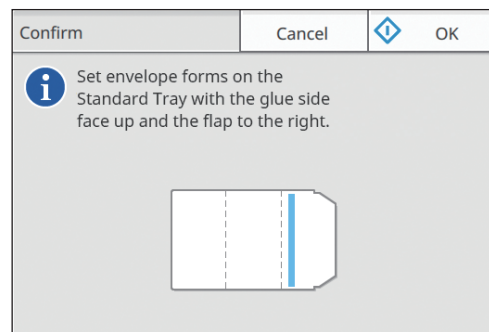 Confirm
Cancel
OK
Set envelope forms on the
Standard Tray with the glue side
face up and the flap to the right.